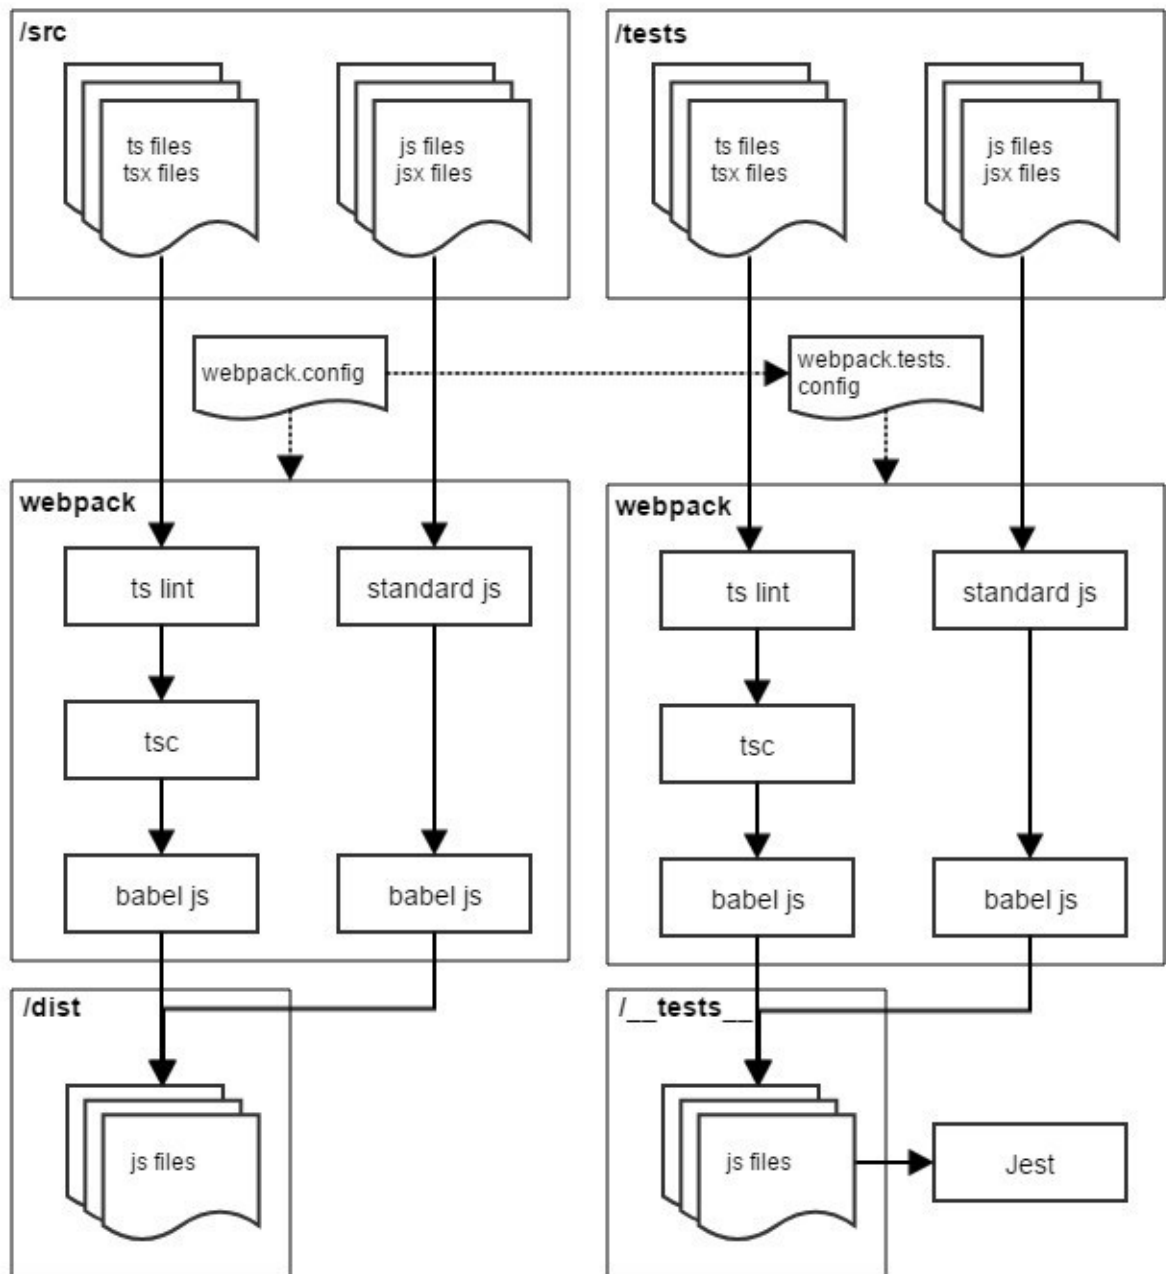 /src
ts files
tsx files
js files
jsx files
/tests
ts files
tsx files
js files
jsx files
webpack.config
webpack.tests.
config
webpack
ts lint
standard js
tsc
babel js
babel js
webpack
ts lint
standard js
tsc
babel js
babel js
/dist
js files
/__tests__
js files
Jest